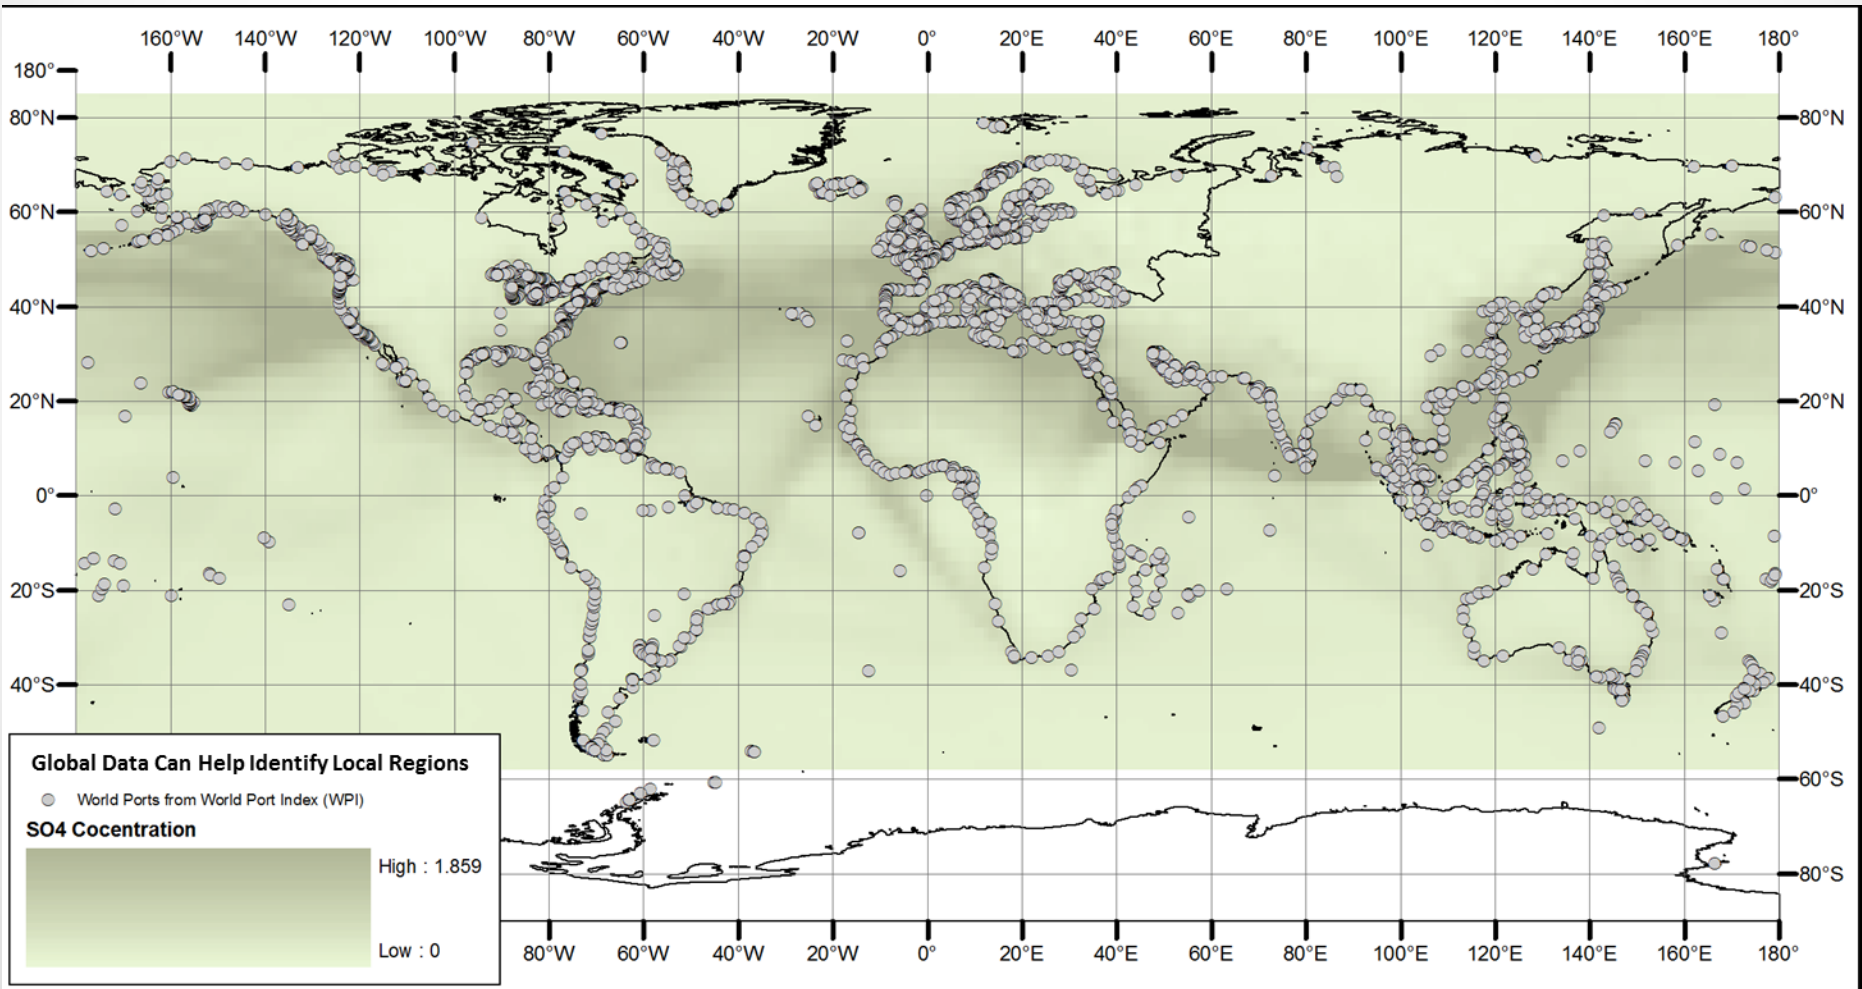 160°W 140°W 120°W 100°W 80°W 60°W 40°W 20°W 0° 20°E 40°E 60°E 80°E 100°E 120°E 140°E 160°E 180°
180°
80°N 80°N
60°N 60°N
40°N 40°N
20°N 20°N
0° 0°
20°S 20°S
40°S 40°S
60°S
80°S
Global Data Can Help Identify Local Regions
World Ports from World Port Index (WPI)
SO4 Cocentration
High : 1.859
Low : 0
80°W 60°W 40°W 20°W 0° 20°E 40°E 60°E 80°E 100°E 120°E 140°E 160°E 180°